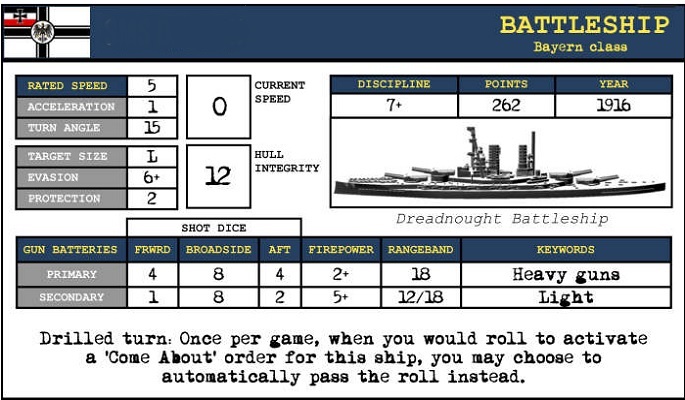 BATTLESHIP
Bayern class
RATED SPEED 5
ACCELERATION 1
TURN ANGLE 15
0 CURRENT SPEED
TARGET SIZE L
EVASION 6+
PROTECTION 2
12 HULL INTEGRITY
DISCIPLINE POINTS YEAR
7+ 262 1916
Dreadnought Battleship
SHOT DICE
GUN BATTERIES FRWRD BROADSIDE AFT FIREPOWER RANGEBAND KEYWORDS
PRIMARY 4 8 4 2+ 18 Heavy guns
SECONDARY 1 8 2 5+ 12/18 Light
Drilled turn: Once per game, when you would roll to activate
a 'Come About' order for this ship, you may choose to
automatically pass the roll instead.